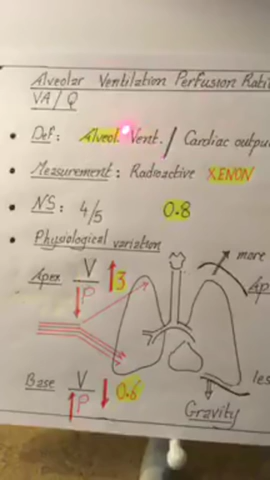 Alveolar Ventilation Perfusion Rati
VA / Q
• Def: Alveol. Vent. / Cardiac outpu
• Measurement: Radioactive XENON
• NS: 4/5 0.8
• Physiological variation
more
Apex V ↑ 3 Ap
↓ P
Base V ↓ 0.6 les
↑ P
Gravity